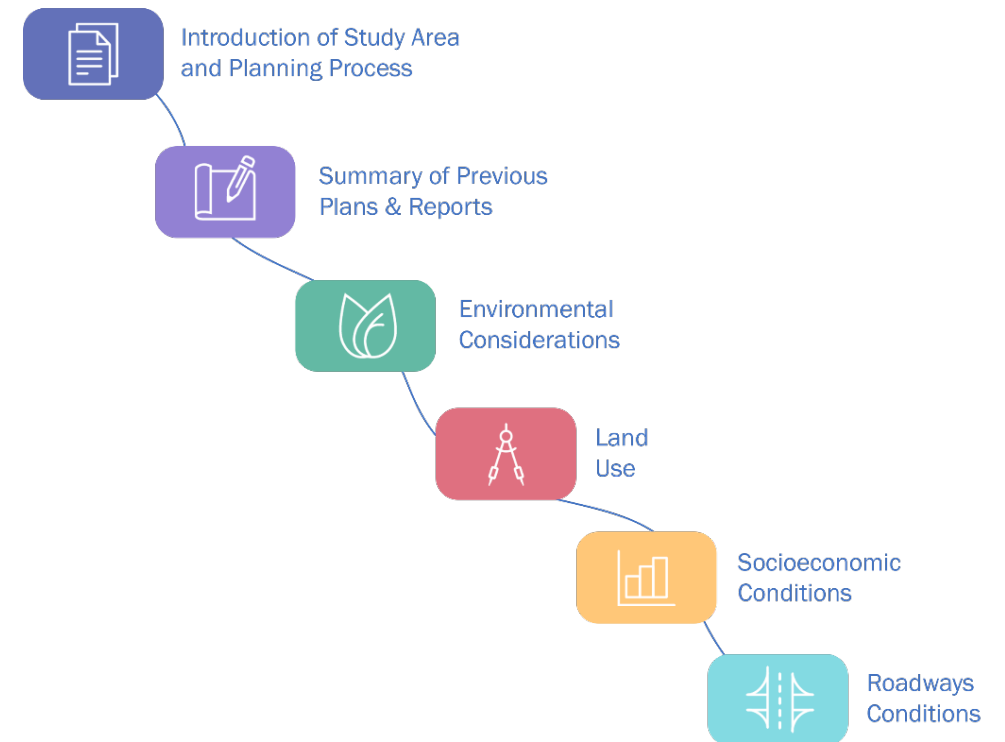 Introduction of Study Area
and Planning Process
Summary of Previous
Plans & Reports
Environmental
Considerations
Land
Use
Socioeconomic
Conditions
Roadways
Conditions